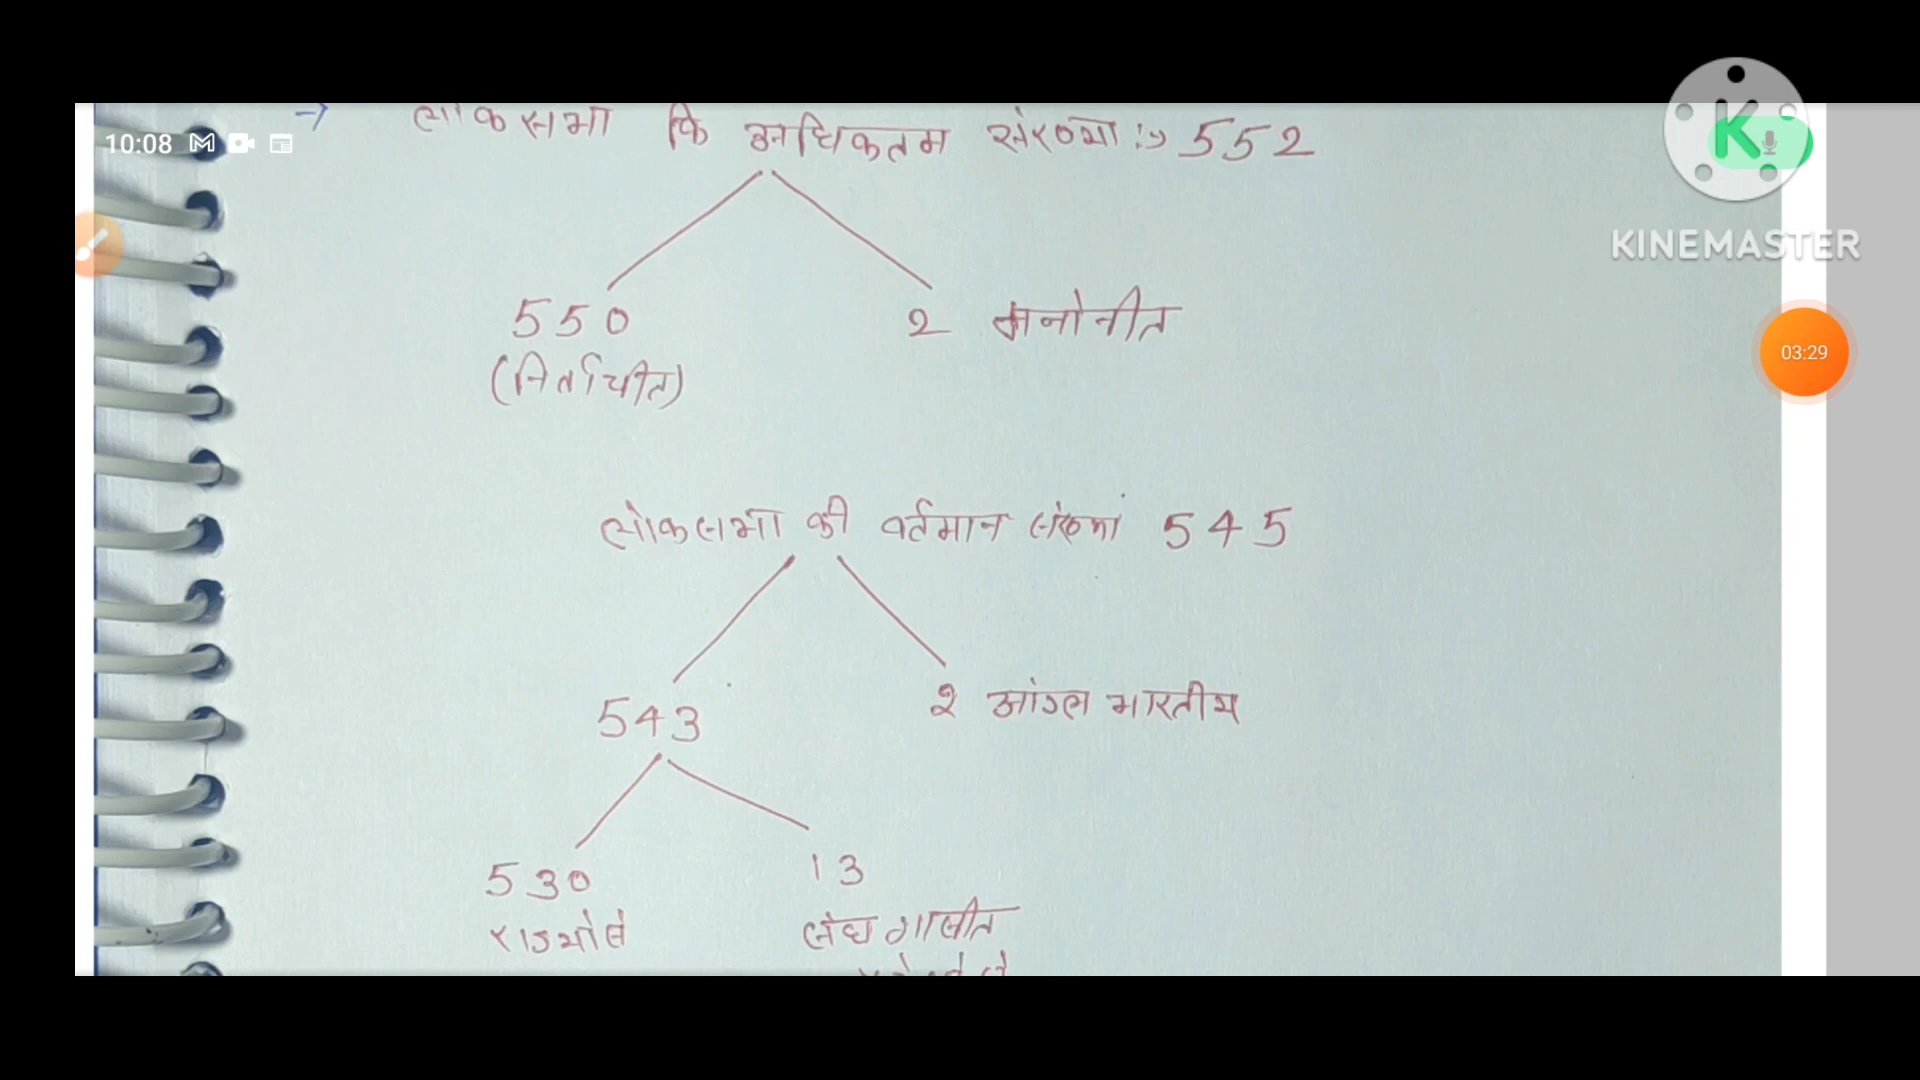 10:08
→ लोकसभा कि अधिकतम संख्या :→ 552
KINEMASTER
550 2 मनोनीत
03:29
(निर्वाचीत)
लोकसभा की वर्तमान संख्या 545
543 2 आंग्ल भारतीय
530 13
राज्यो से संघ शासीत